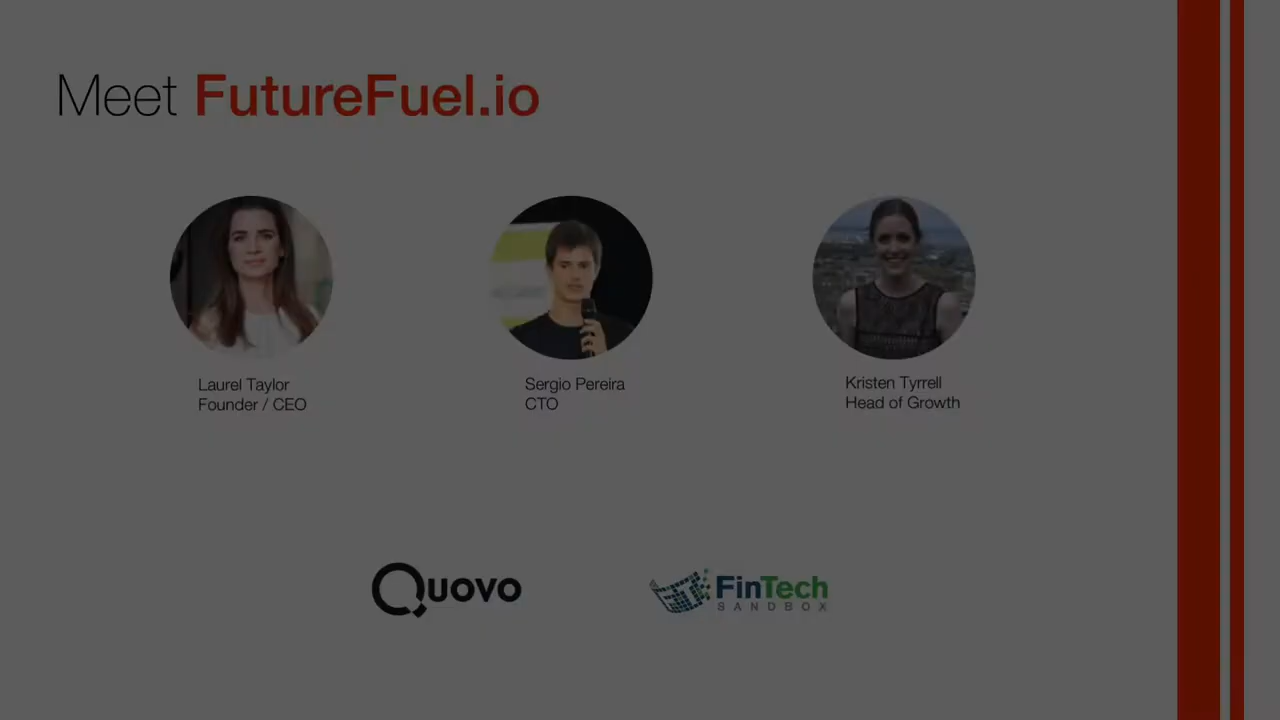 Meet FutureFuel.io
Laurel Taylor
Founder / CEO
Sergio Pereira
CTO
Kristen Tyrrell
Head of Growth
QUOVO
FinTech
SANDBOX